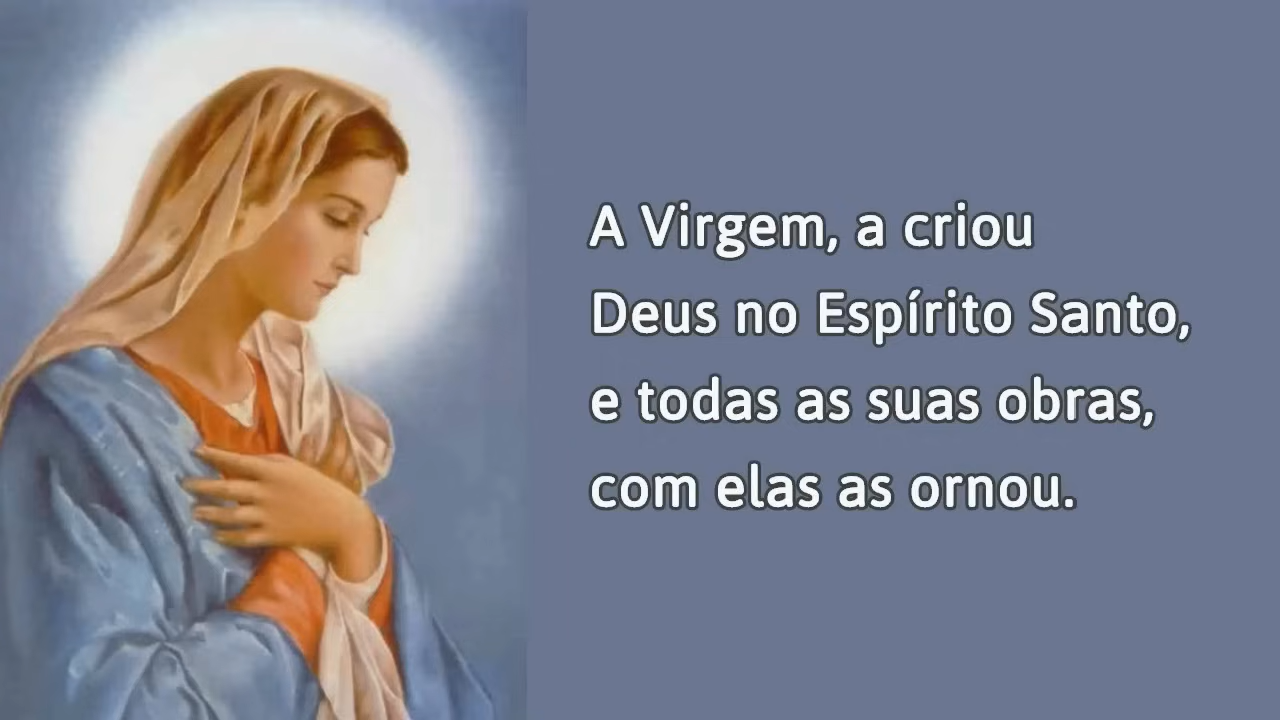 A Virgem, a criou
Deus no Espírito Santo,
e todas as suas obras,
com elas as ornou.